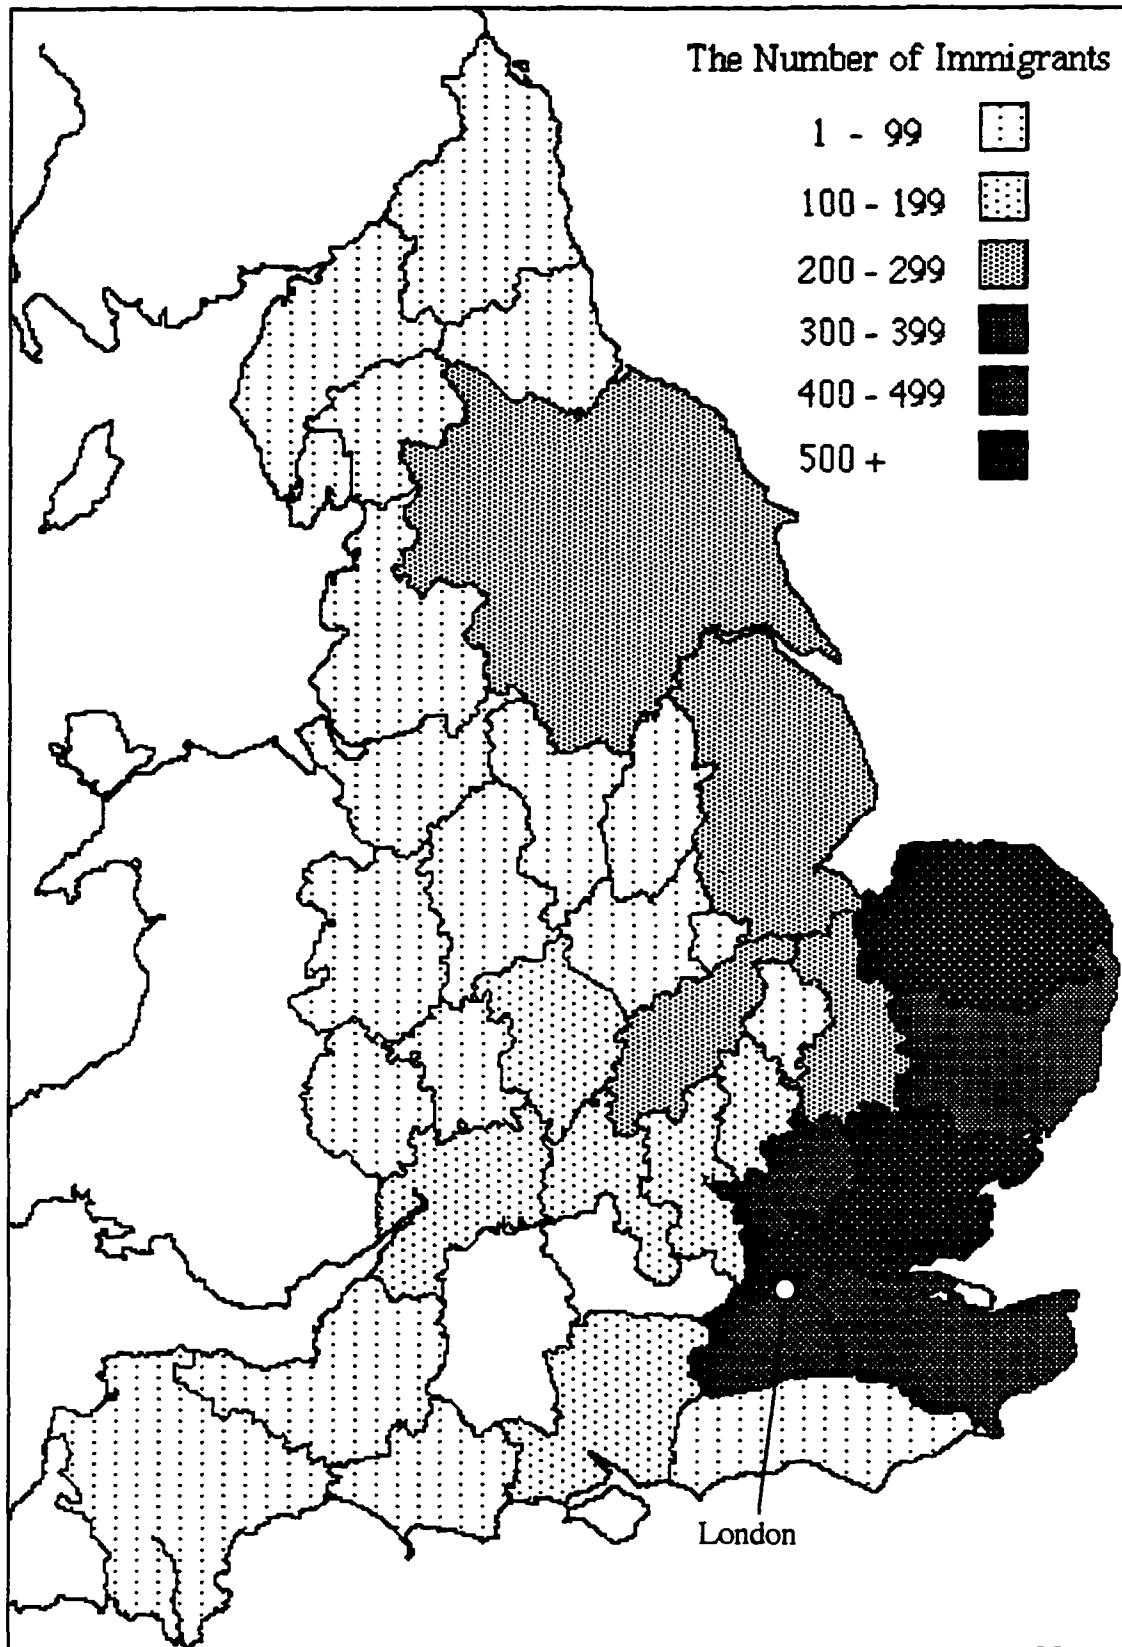 The Number of Immigrants
1 - 99
100 - 199
200 - 299
300 - 399
400 - 499
500 +
London